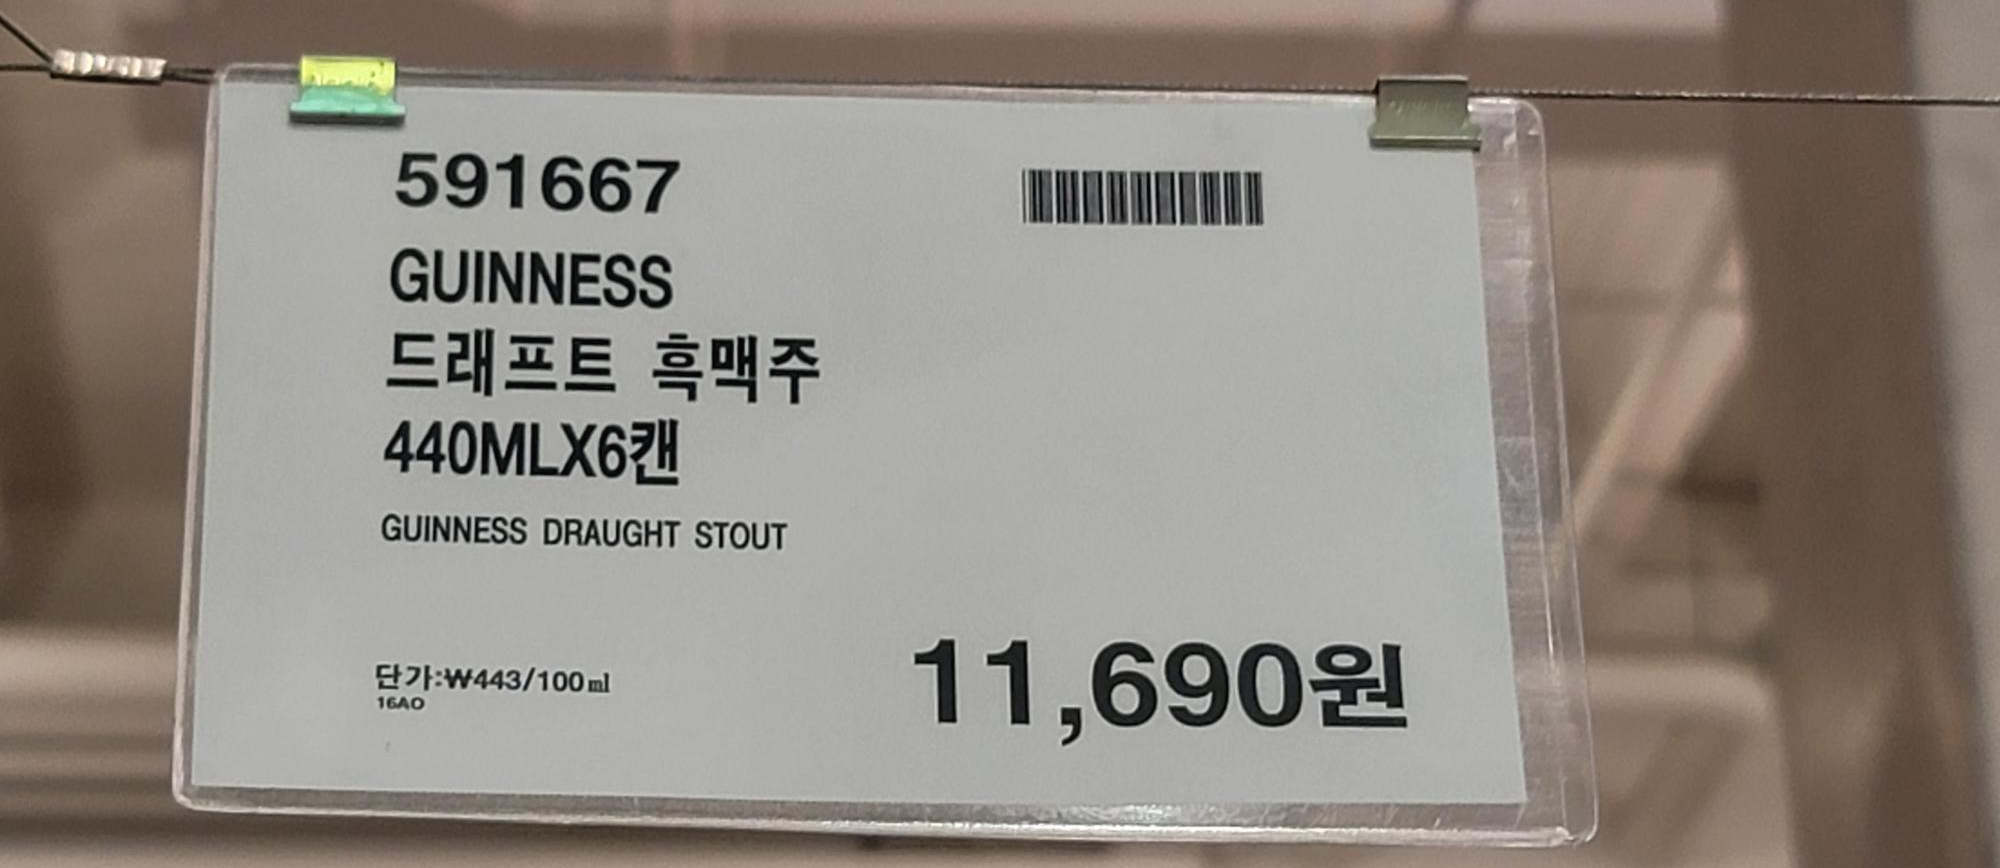 591667
GUINNESS
드래프트 흑맥주
440MLX6캔
GUINNESS DRAUGHT STOUT
단가:₩443/100㎖
16AO
11,690원